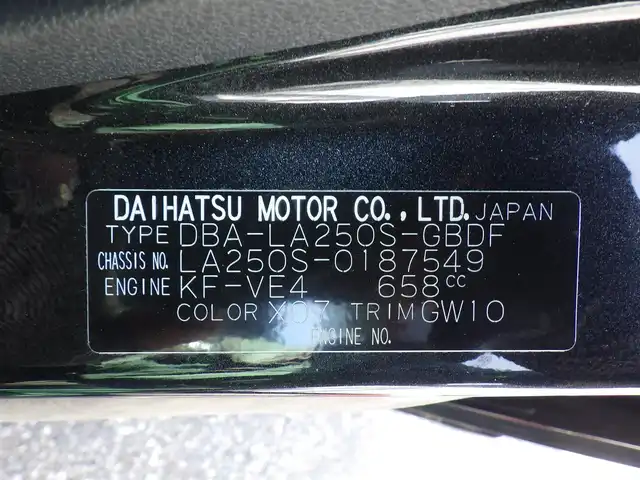 DAIHATSU MOTOR CO., LTD. JAPAN
TYPE DBA-LA250S-GBDF
CHASSIS NO. LA250S-0187549
ENGINE KF-VE4 658cc
COLOR X07 TRIM GW10
ENGINE NO.